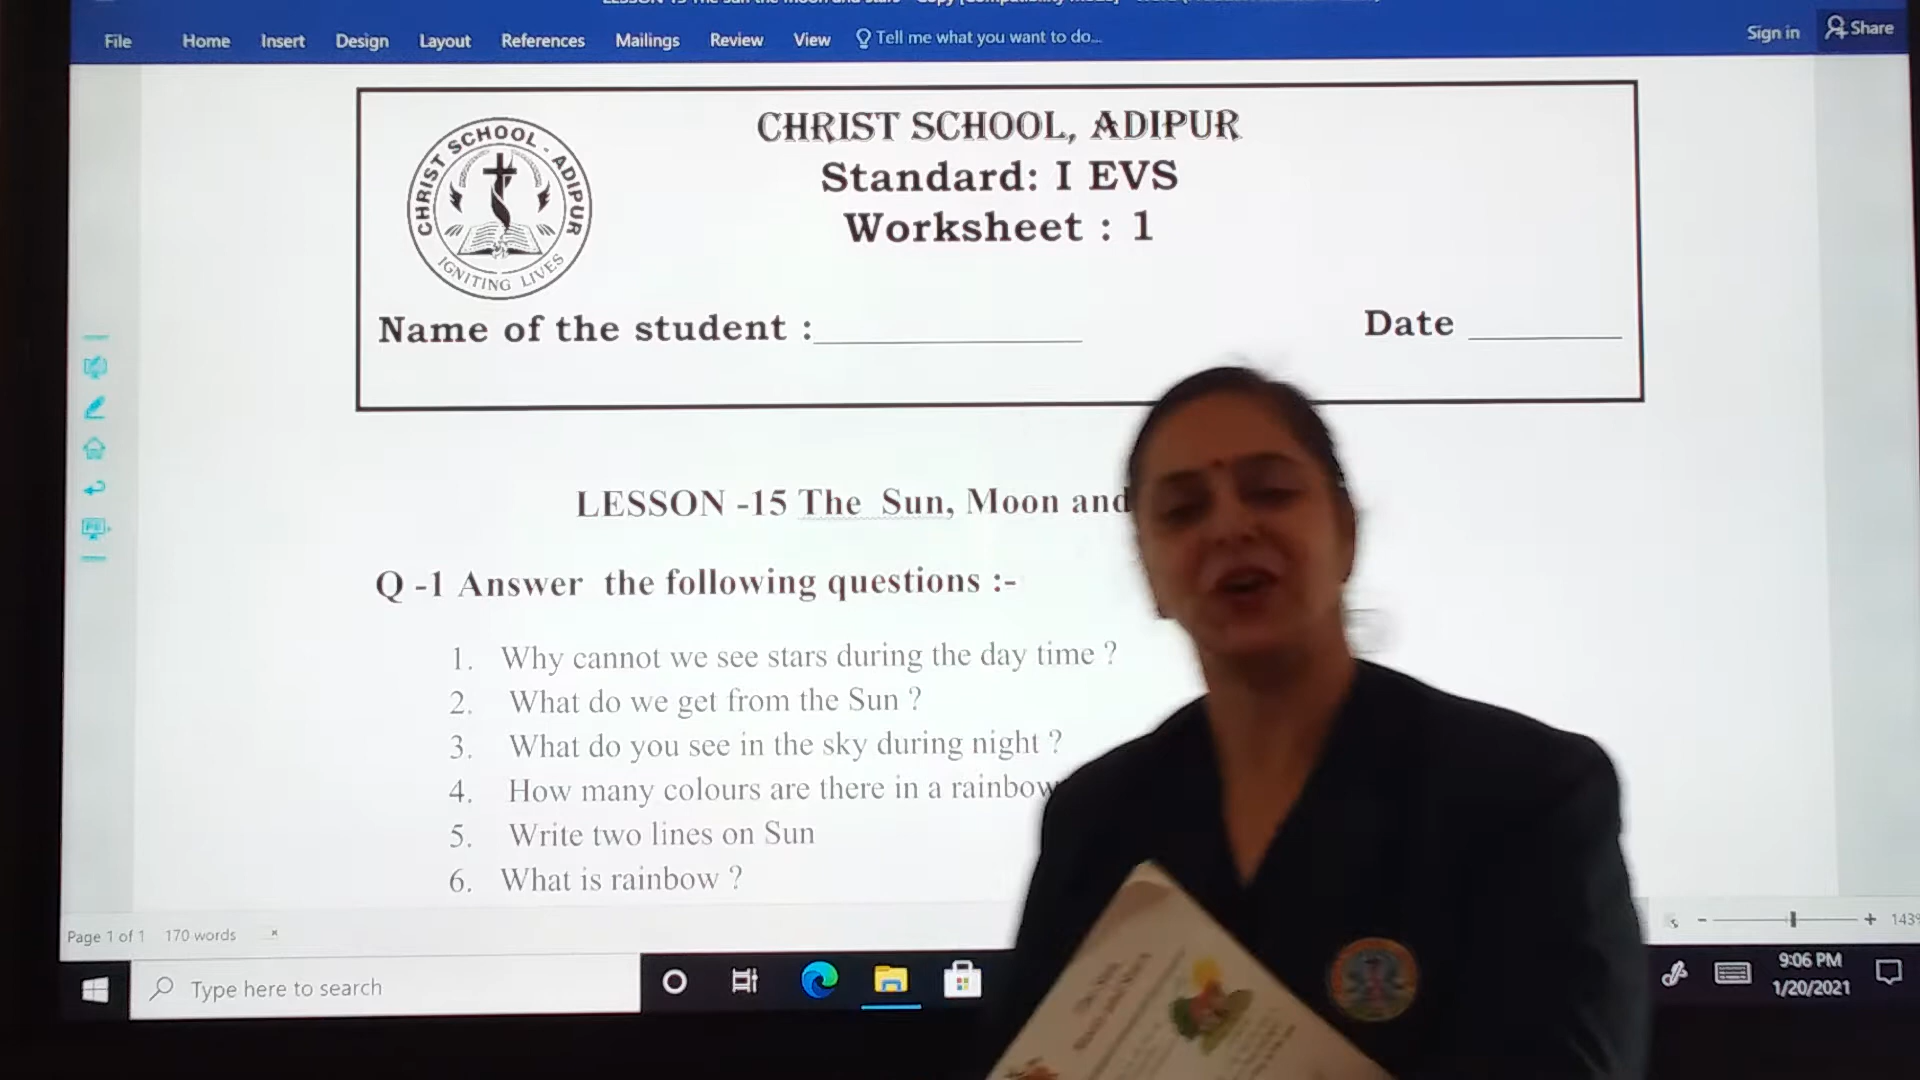 File Home Insert Design Layout References Mailings Review View Tell me what you want to do... Sign in Share
CHRIST SCHOOL - ADIPUR
IGNITING LIVES
CHRIST SCHOOL, ADIPUR
Standard: I EVS
Worksheet : 1
Name of the student :______________ Date ________
LESSON -15 The Sun, Moon and
Q -1 Answer the following questions :-
1. Why cannot we see stars during the day time ?
2. What do we get from the Sun ?
3. What do you see in the sky during night ?
4. How many colours are there in a rainbow
5. Write two lines on Sun
6. What is rainbow ?
Page 1 of 1 170 words
143%
Type here to search
9:06 PM
1/20/2021